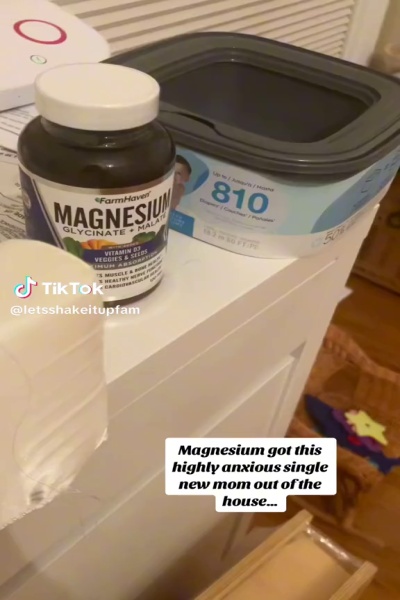 FarmHaven
MAGNESIUM
GLYCINATE + MALATE
VITAMIN D3
VEGGIES & SEEDS
810
TikTok
@letsshakeitupfam
Magnesium got this
highly anxious single
new mom out of the
house...